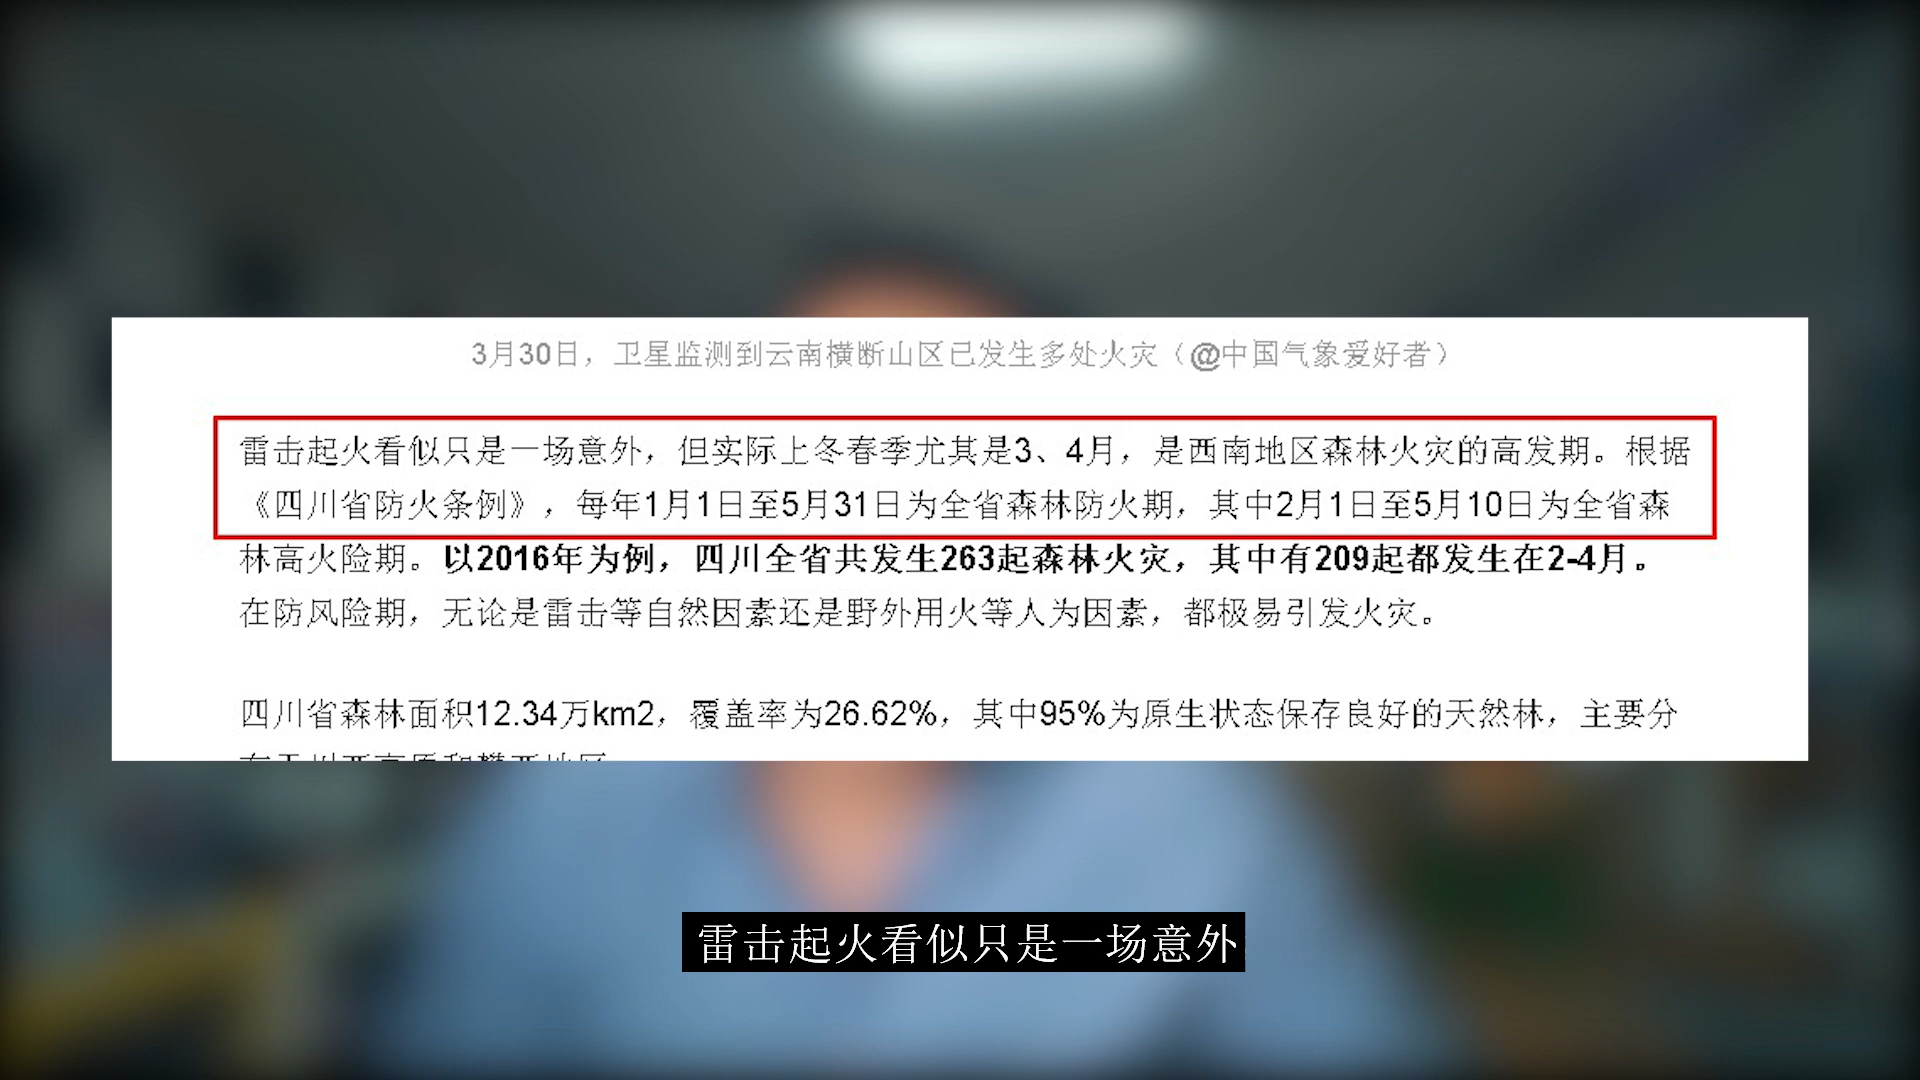 3月30日，卫星监测到云南横断山区已发生多处火灾（@中国气象爱好者）
雷击起火看似只是一场意外，但实际上冬春季尤其是3、4月，是西南地区森林火灾的高发期。根据
《四川省防火条例》，每年1月1日至5月31日为全省森林防火期，其中2月1日至5月10日为全省森
林高火险期。以2016年为例，四川全省共发生263起森林火灾，其中有209起都发生在2-4月。
在防风险期，无论是雷击等自然因素还是野外用火等人为因素，都极易引发火灾。
四川省森林面积12.34万km2，覆盖率为26.62%，其中95%为原生状态保存良好的天然林，主要分
雷击起火看似只是一场意外